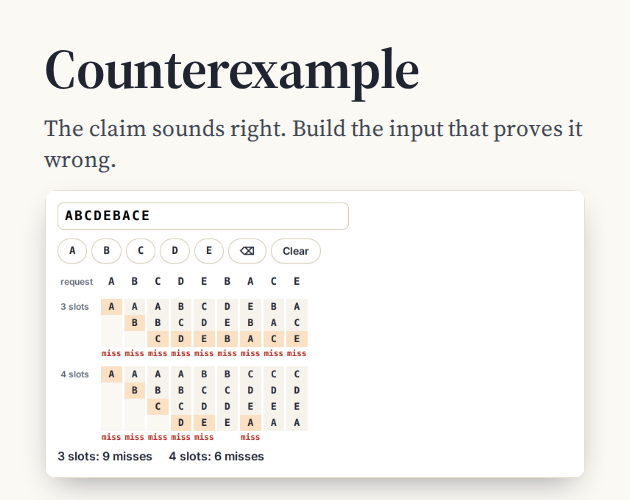 Counterexample
The claim sounds right. Build the input that proves it
wrong.
ABCDEBACE
A B C D E ⌫ Clear
request A B C D E B A C E
3 slots A A A B C D E B A
B B C D E B A C
C D E B A C E
miss miss miss miss miss miss miss miss miss
4 slots A A A A B B C C C
B B B C C D D D
C C D D E E E
D E E A A A
miss miss miss miss miss miss
3 slots: 9 misses 4 slots: 6 misses